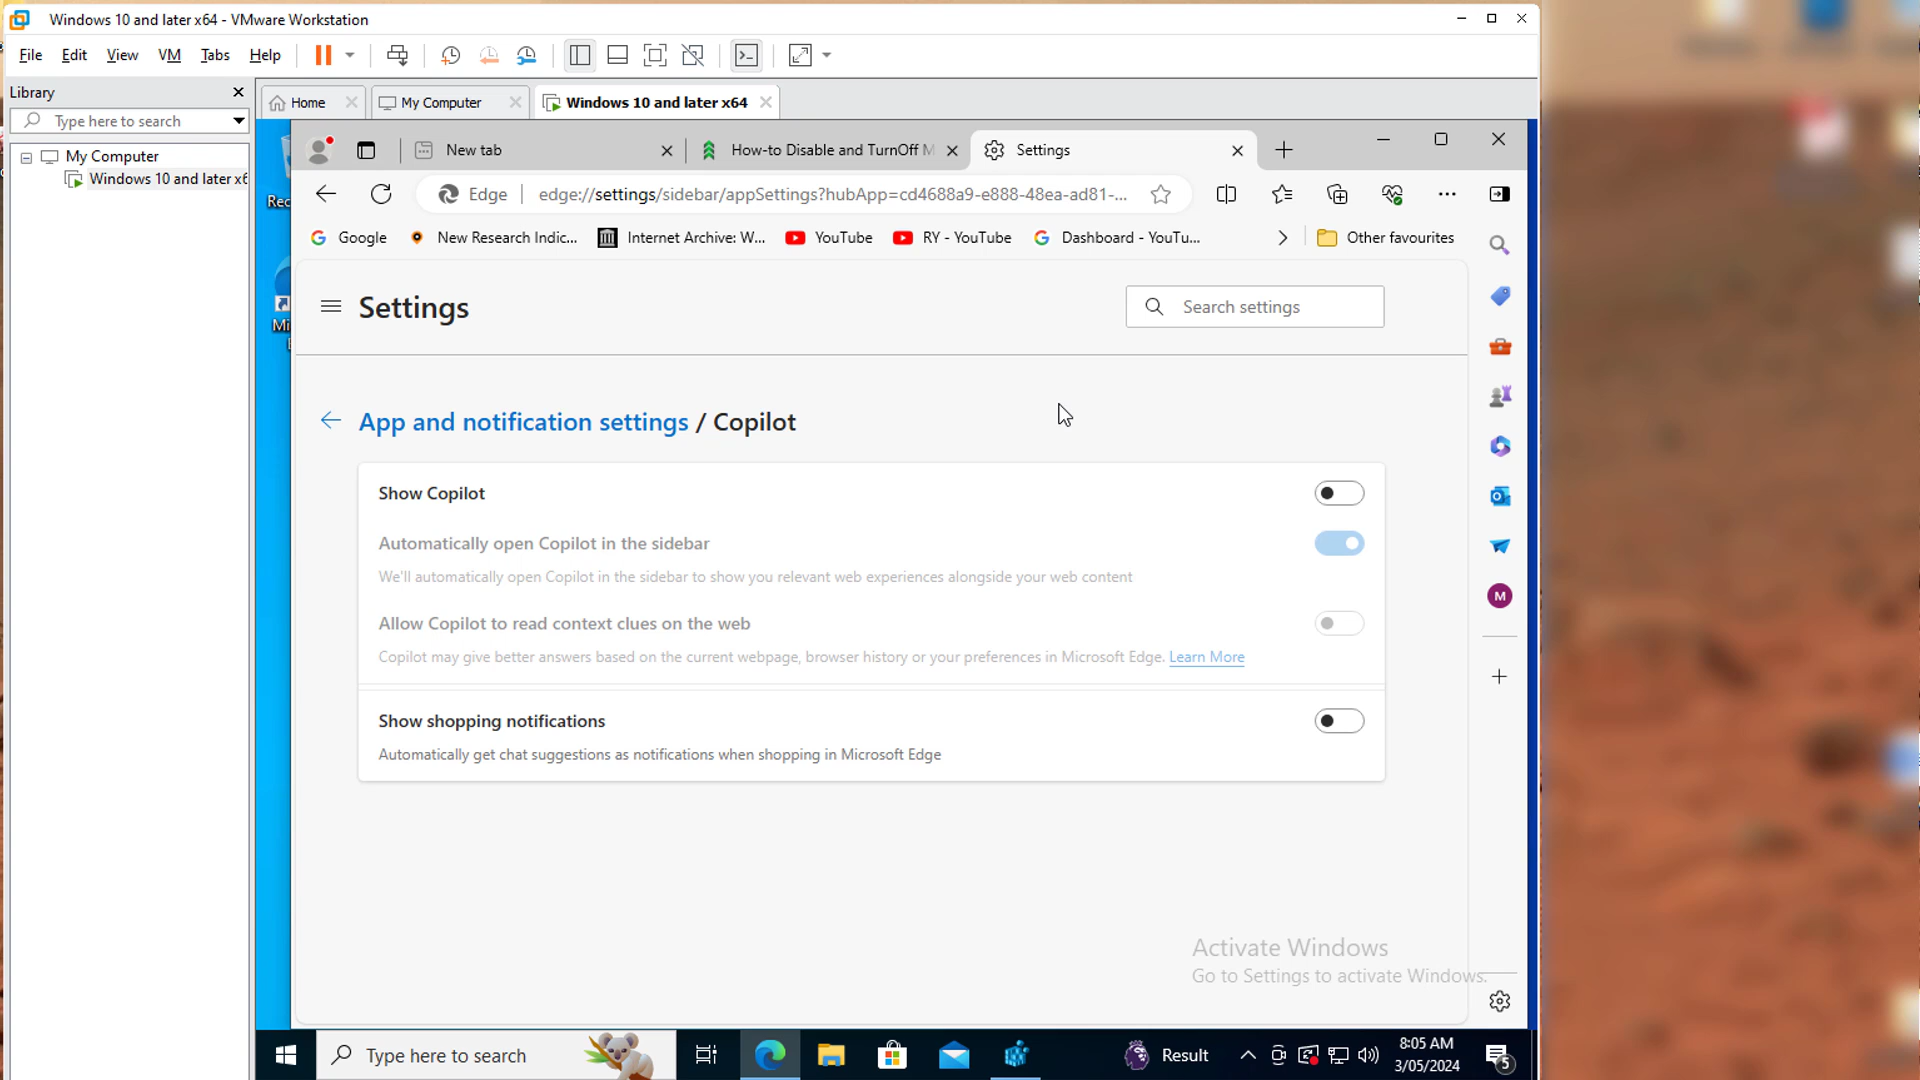 Windows 10 and later x64 - VMware Workstation
File Edit View VM Tabs Help
Library
Type here to search
My Computer
Windows 10 and later x6
Home
My Computer
Windows 10 and later x64
New tab
How-to Disable and TurnOff M
Settings
Edge
edge://settings/sidebar/appSettings?hubApp=cd4688a9-e888-48ea-ad81-...
Google
New Research Indic...
Internet Archive: W...
YouTube
RY - YouTube
Dashboard - YouTu...
Other favourites
Settings
Search settings
App and notification settings / Copilot
Show Copilot
Automatically open Copilot in the sidebar
We'll automatically open Copilot in the sidebar to show you relevant web experiences alongside your web content
Allow Copilot to read context clues on the web
Copilot may give better answers based on the current webpage, browser history or your preferences in Microsoft Edge. Learn More
Show shopping notifications
Automatically get chat suggestions as notifications when shopping in Microsoft Edge
M
Rec
Mi
Activate Windows
Go to Settings to activate Windows.
Type here to search
Result
8:05 AM
3/05/2024
5